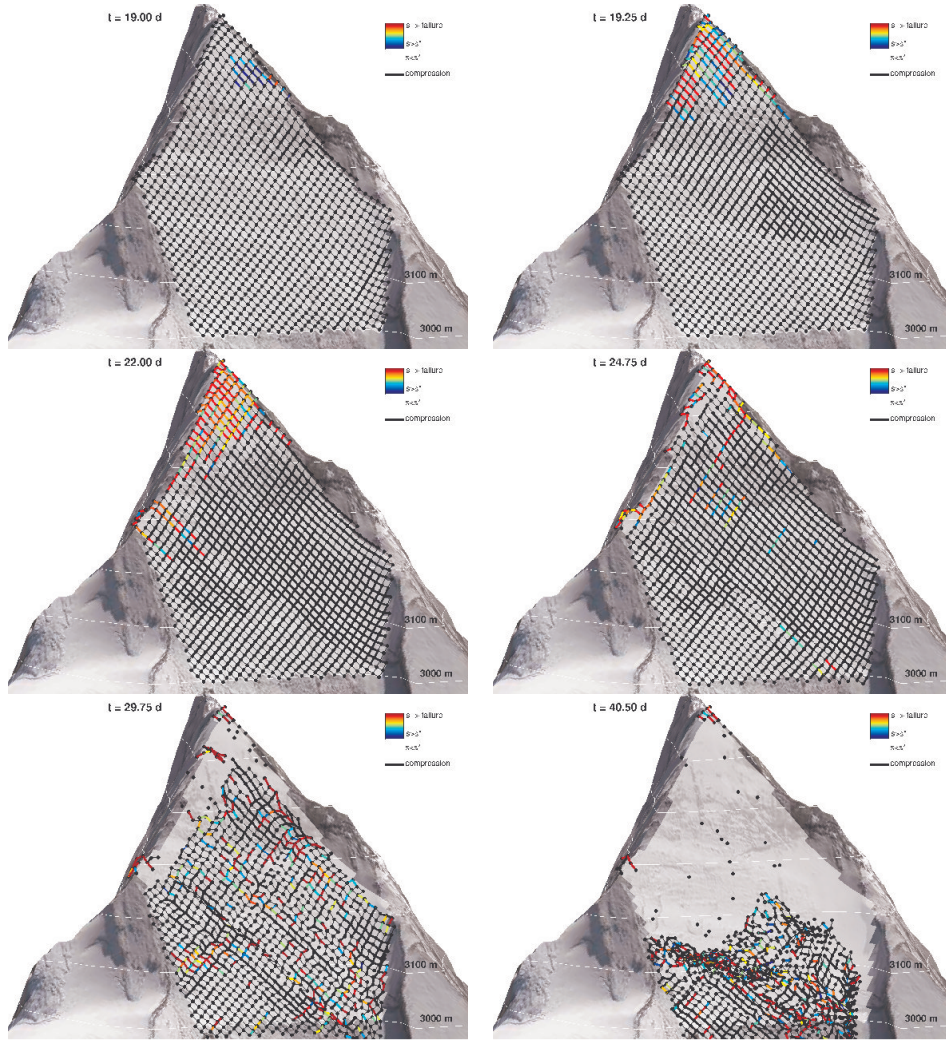 t = 19.00 d
s -> failure
s>s*
s<s*
compression
3100 m
3000 m
t = 19.25 d
s -> failure
s>s*
s<s*
compression
3100 m
3000 m
t = 22.00 d
s -> failure
s>s*
s<s*
compression
3100 m
3000 m
t = 24.75 d
s -> failure
s>s*
s<s*
compression
3100 m
3000 m
t = 29.75 d
s -> failure
s>s*
s<s*
compression
3100 m
3000 m
t = 40.50 d
s -> failure
s>s*
s<s*
compression
3100 m
3000 m